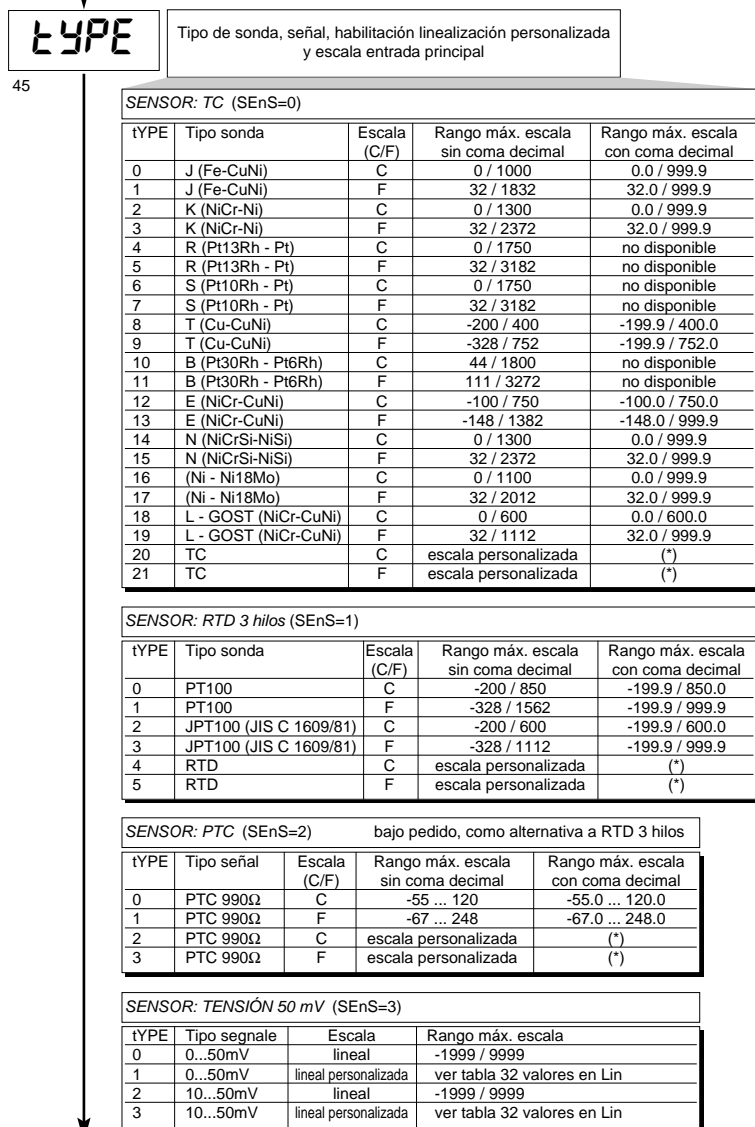 tYPE
Tipo de sonda, señal, habilitación linealización personalizada
y escala entrada principal
45
SENSOR: TC (SEnS=0)
tYPE Tipo sonda Escala Rango máx. escala Rango máx. escala
(C/F) sin coma decimal con coma decimal
0 J (Fe-CuNi) C 0 / 1000 0.0 / 999.9
1 J (Fe-CuNi) F 32 / 1832 32.0 / 999.9
2 K (NiCr-Ni) C 0 / 1300 0.0 / 999.9
3 K (NiCr-Ni) F 32 / 2372 32.0 / 999.9
4 R (Pt13Rh - Pt) C 0 / 1750 no disponible
5 R (Pt13Rh - Pt) F 32 / 3182 no disponible
6 S (Pt10Rh - Pt) C 0 / 1750 no disponible
7 S (Pt10Rh - Pt) F 32 / 3182 no disponible
8 T (Cu-CuNi) C -200 / 400 -199.9 / 400.0
9 T (Cu-CuNi) F -328 / 752 -199.9 / 752.0
10 B (Pt30Rh - Pt6Rh) C 44 / 1800 no disponible
11 B (Pt30Rh - Pt6Rh) F 111 / 3272 no disponible
12 E (NiCr-CuNi) C -100 / 750 -100.0 / 750.0
13 E (NiCr-CuNi) F -148 / 1382 -148.0 / 999.9
14 N (NiCrSi-NiSi) C 0 / 1300 0.0 / 999.9
15 N (NiCrSi-NiSi) F 32 / 2372 32.0 / 999.9
16 (Ni - Ni18Mo) C 0 / 1100 0.0 / 999.9
17 (Ni - Ni18Mo) F 32 / 2012 32.0 / 999.9
18 L - GOST (NiCr-CuNi) C 0 / 600 0.0 / 600.0
19 L - GOST (NiCr-CuNi) F 32 / 1112 32.0 / 999.9
20 TC C escala personalizada (*)
21 TC F escala personalizada (*)
SENSOR: RTD 3 hilos (SEnS=1)
tYPE Tipo sonda Escala Rango máx. escala Rango máx. escala
(C/F) sin coma decimal con coma decimal
0 PT100 C -200 / 850 -199.9 / 850.0
1 PT100 F -328 / 1562 -199.9 / 999.9
2 JPT100 (JIS C 1609/81) C -200 / 600 -199.9 / 600.0
3 JPT100 (JIS C 1609/81) F -328 / 1112 -199.9 / 999.9
4 RTD C escala personalizada (*)
5 RTD F escala personalizada (*)
SENSOR: PTC (SEnS=2) bajo pedido, como alternativa a RTD 3 hilos
tYPE Tipo señal Escala Rango máx. escala Rango máx. escala
(C/F) sin coma decimal con coma decimal
0 PTC 990Ω C -55 ... 120 -55.0 ... 120.0
1 PTC 990Ω F -67 ... 248 -67.0 ... 248.0
2 PTC 990Ω C escala personalizada (*)
3 PTC 990Ω F escala personalizada (*)
SENSOR: TENSIÓN 50 mV (SEnS=3)
tYPE Tipo segnale Escala Rango máx. escala
0 0...50mV lineal -1999 / 9999
1 0...50mV lineal personalizada ver tabla 32 valores en Lin
2 10...50mV lineal -1999 / 9999
3 10...50mV lineal personalizada ver tabla 32 valores en Lin